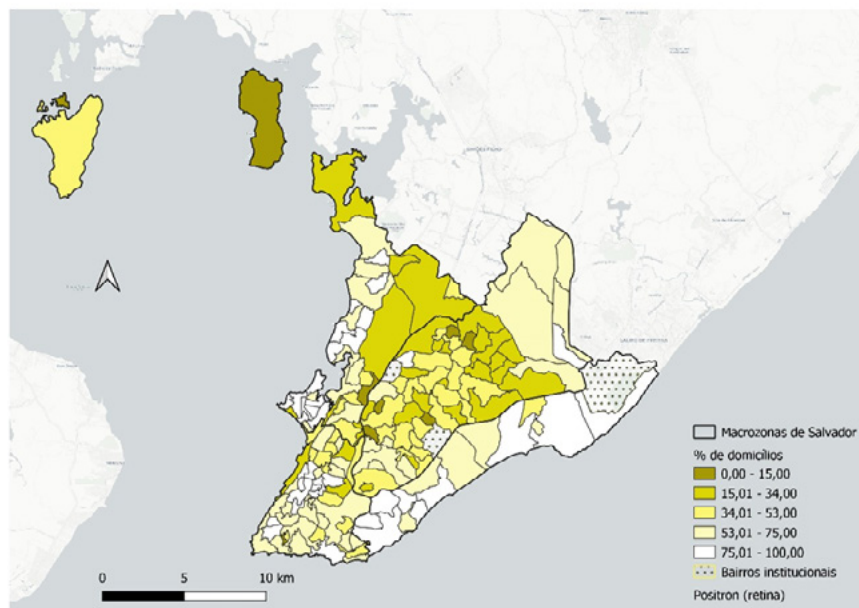 Macrozonas de Salvador
% de domicílios
0,00 - 15,00
15,01 - 34,00
34,01 - 53,00
53,01 - 75,00
75,01 - 100,00
Bairros institucionais
Positron (retina)
0 5 10 km